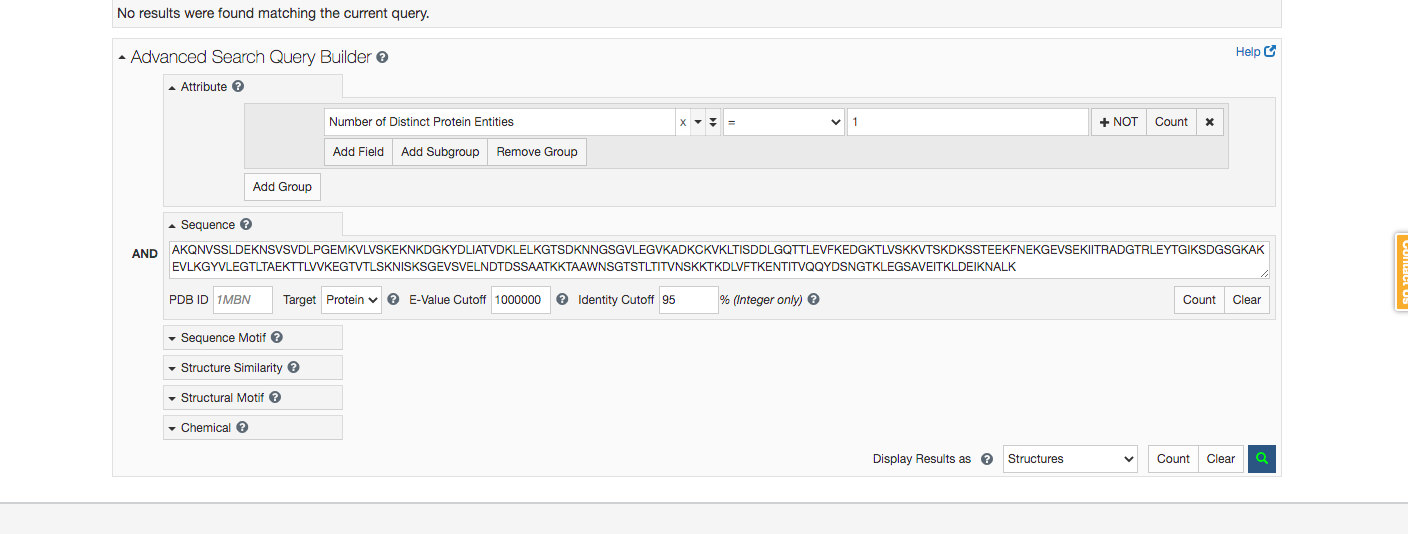 No results were found matching the current query.
Advanced Search Query Builder
Help
Attribute
Number of Distinct Protein Entities x = 1 NOT Count
Add Field Add Subgroup Remove Group
Add Group
Sequence
AND
AKQNVSSLDEKNSVSVDLPGEMKVLVSKEKNKDGKYDLIATVDKLELKGTSDKNNGSGVLEGVKADKCKVKLTISDDLGQTTLEVFKEDGKTLVSKKVTSKDKSSTEEKFNEKGEVSEKIITRADGTRLEYTGIKSDGSGKAK
EVLKGYVLEGTLTAEKTTLVVKEGTVTLSKNISKSGEVSVELNDTDSSAATKKTAAWNSGTSTLTITVNSKKTKDLVFTKENTITVQQYDSNGTKLEGSAVEITKLDEIKNALK
PDB ID 1MBN Target Protein E-Value Cutoff 1000000 Identity Cutoff 95 % (Integer only) Count Clear
Sequence Motif
Structure Similarity
Structural Motif
Chemical
Display Results as Structures Count Clear
Contact Us